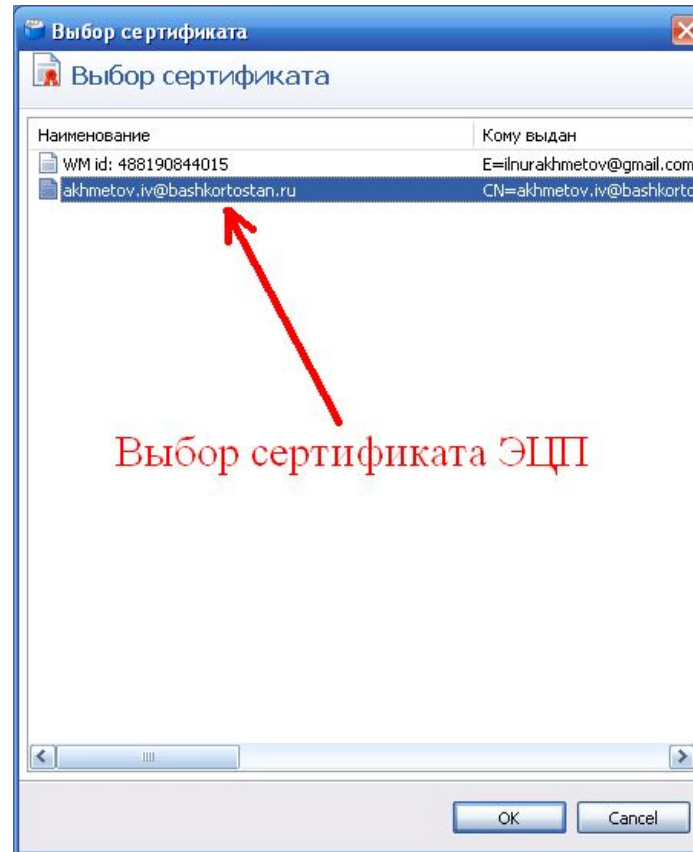 Выбор сертификата
Выбор сертификата
Наименование Кому выдан
WM id: 488190844015 E=ilnurakhmetov@gmail.com
akhmetov.iv@bashkortostan.ru CN=akhmetov.iv@bashkorto
Выбор сертификата ЭЦП
OK Cancel